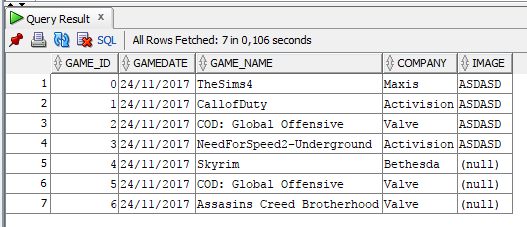 Query Result x
SQL | All Rows Fetched: 7 in 0,106 seconds
GAME_ID GAMEDATE GAME_NAME COMPANY IMAGE
1 0 24/11/2017 TheSims4 Maxis ASDASD
2 1 24/11/2017 CallofDuty Activision ASDASD
3 2 24/11/2017 COD: Global Offensive Valve ASDASD
4 3 24/11/2017 NeedForSpeed2-Underground Activision ASDASD
5 4 24/11/2017 Skyrim Bethesda (null)
6 5 24/11/2017 COD: Global Offensive Valve (null)
7 6 24/11/2017 Assasins Creed Brotherhood Valve (null)